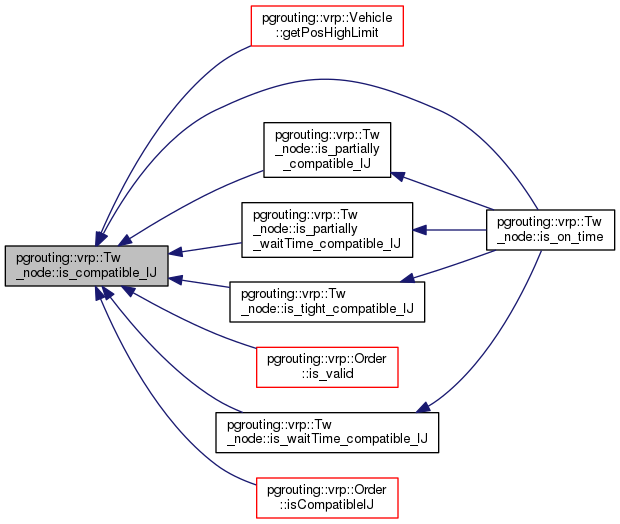 pgrouting::vrp::Vehicle
::getPosHighLimit
pgrouting::vrp::Tw
_node::is_partially
_compatible_IJ
pgrouting::vrp::Tw
_node::is_partially
_waitTime_compatible_IJ
pgrouting::vrp::Tw
_node::is_on_time
pgrouting::vrp::Tw
_node::is_compatible_IJ
pgrouting::vrp::Tw
_node::is_tight_compatible_IJ
pgrouting::vrp::Order
::is_valid
pgrouting::vrp::Tw
_node::is_waitTime_compatible_IJ
pgrouting::vrp::Order
::isCompatibleIJ